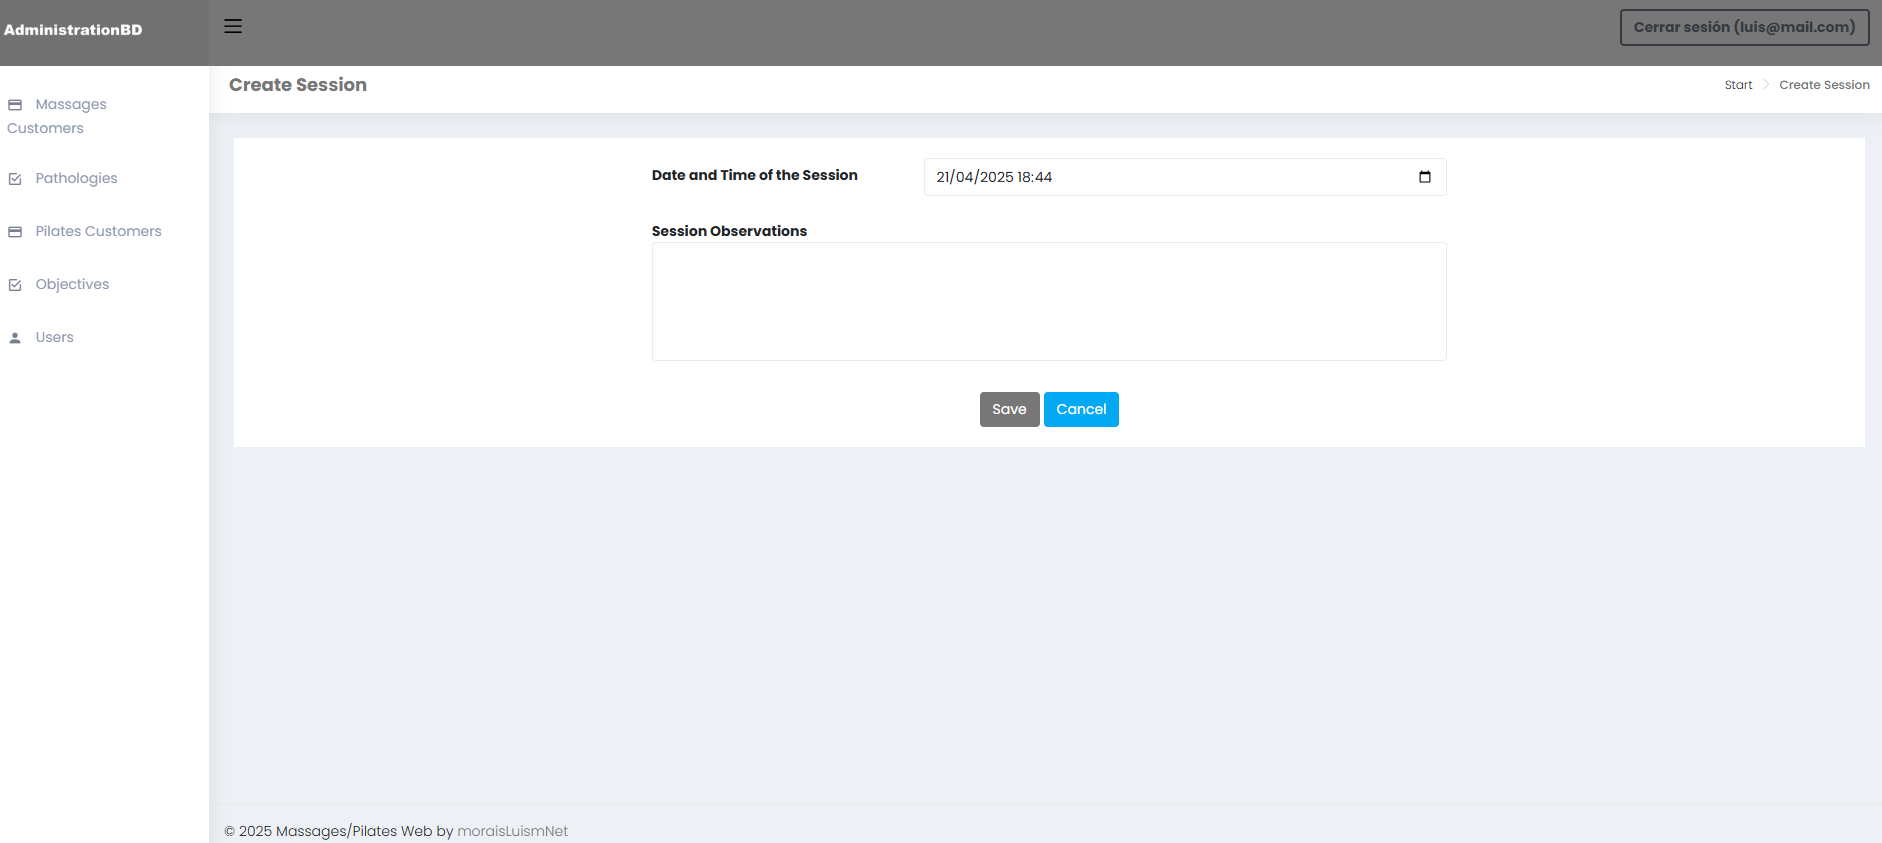 AdministrationBD
Cerrar sesión (luis@mail.com)
Massages
Customers
Pathologies
Pilates Customers
Objectives
Users
Create Session
Start
Create Session
Date and Time of the Session
21/04/2025 18:44
Session Observations
Save
Cancel
© 2025 Massages/Pilates Web by moraisLuismNet